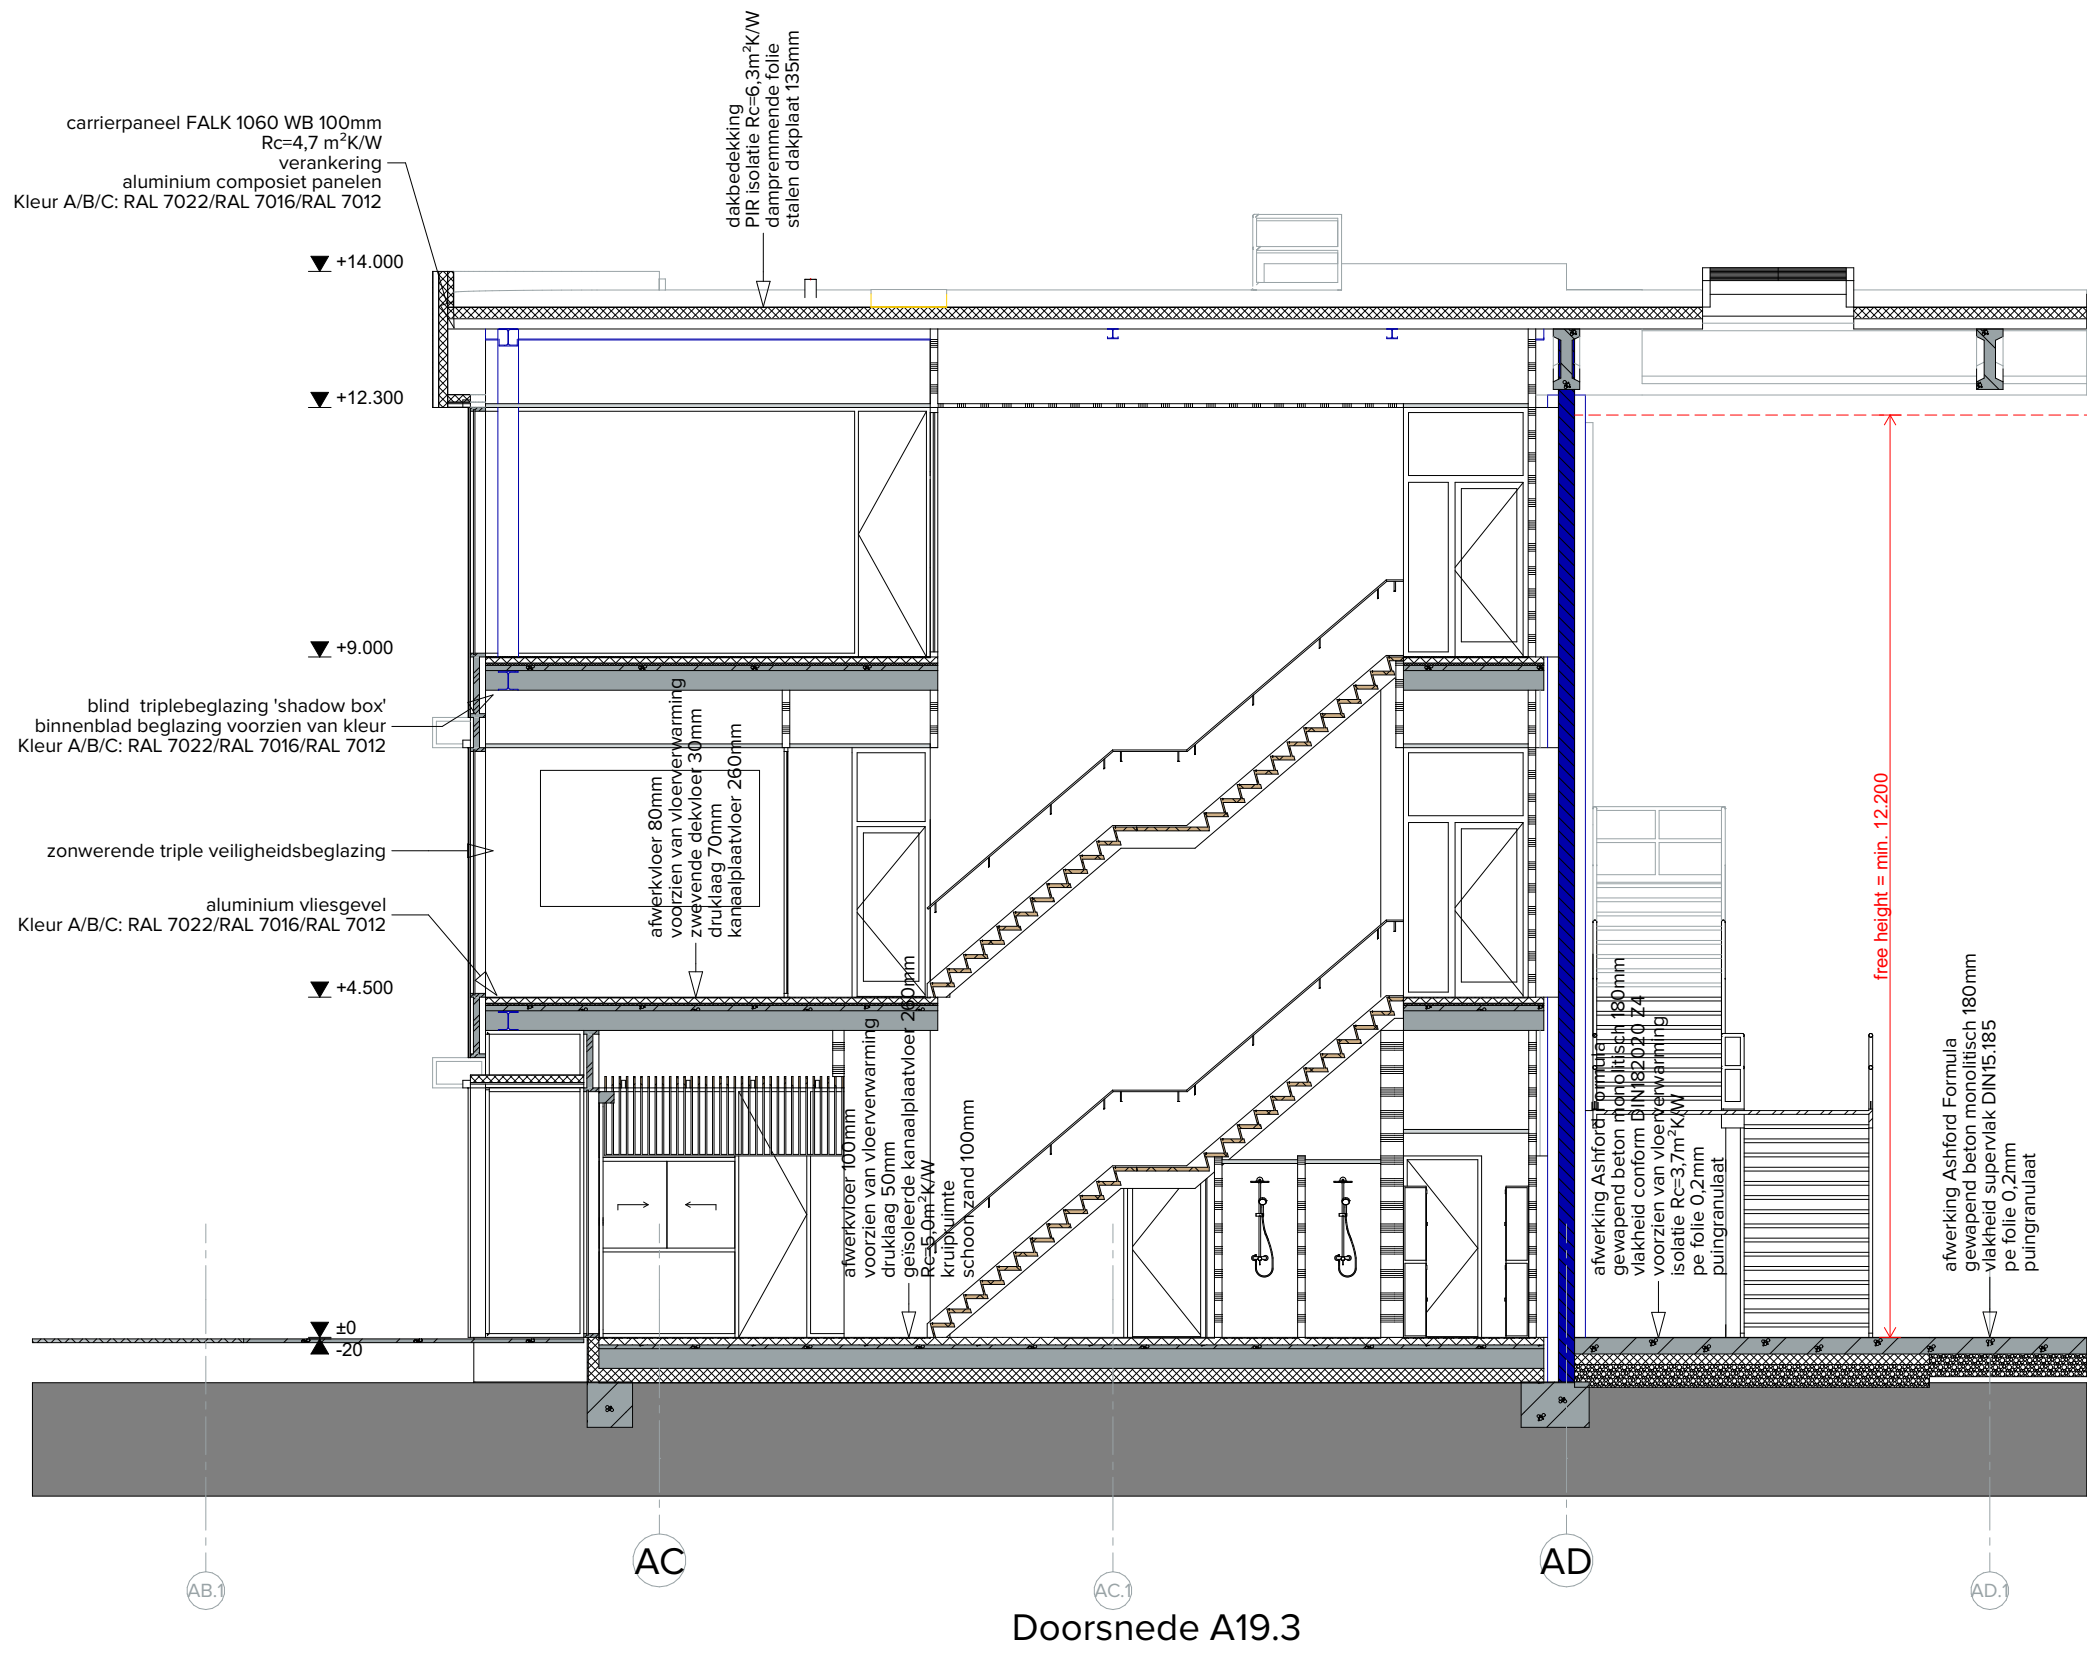 dakbedekking
PIR isolatie Rc=6,3m²K/W
dampremmende folie
stalen dakplaat 135mm
carrierpaneel FALK 1060 WB 100mm
Rc=4,7 m²K/W
verankering
aluminium composiet panelen
Kleur A/B/C: RAL 7022/RAL 7016/RAL 7012
+14.000
+12.300
+9.000
blind triplebeglazing 'shadow box'
binnenblad beglazing voorzien van kleur
Kleur A/B/C: RAL 7022/RAL 7016/RAL 7012
zonwerende triple veiligheidsbeglazing
aluminium vliesgevel
Kleur A/B/C: RAL 7022/RAL 7016/RAL 7012
+4.500
±0
-20
afwerkvloer 80mm
voorzien van vloerverwarming
zwevende dekvloer 30mm
druklaag 70mm
kanaalplaatvloer 260mm
afwerkvloer 100mm
voorzien van vloerverwarming
druklaag 50mm
geïsoleerde kanaalplaatvloer 260mm
Rc=5,0m²K/W
kruipruimte
schoon zand 100mm
free height = min. 12.200
afwerking Ashford Formula
gewapend beton monolitisch 180mm
vlakheid conform DIN182020 Z4
voorzien van vloerverwarming
isolatie Rc=3,7m²K/W
pe folie 0,2mm
puingranulaat
afwerking Ashford Formula
gewapend beton monolitisch 180mm
vlakheid supervlak DIN15.185
pe folie 0,2mm
puingranulaat
AB.1
AC
AC.1
AD
AD.1
Doorsnede A19.3